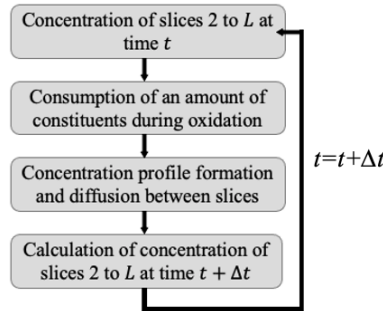 Concentration of slices 2 to L at
time t
Consumption of an amount of
constituents during oxidation
Concentration profile formation
and diffusion between slices
Calculation of concentration of
slices 2 to L at time t + Δt
t=t+Δt